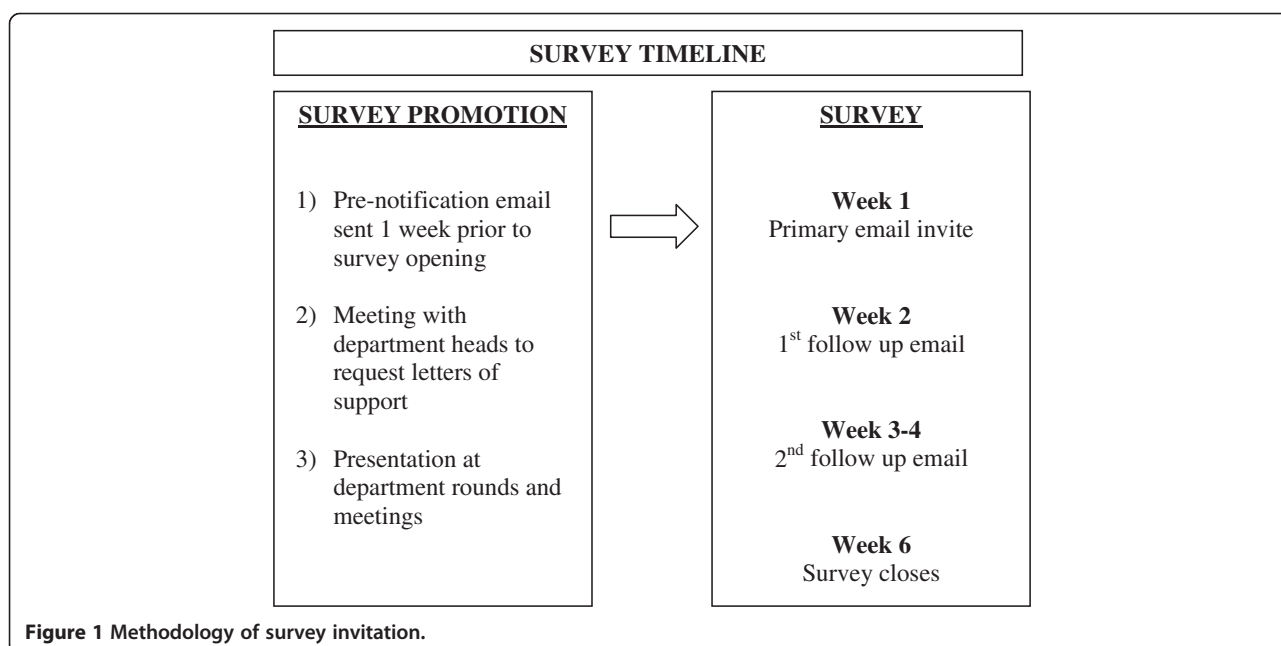 SURVEY TIMELINE
SURVEY PROMOTION
1) Pre-notification email
sent 1 week prior to
survey opening
2) Meeting with
department heads to
request letters of
support
3) Presentation at
department rounds and
meetings
SURVEY
Week 1
Primary email invite
Week 2
1st follow up email
Week 3-4
2nd follow up email
Week 6
Survey closes
Figure 1 Methodology of survey invitation.